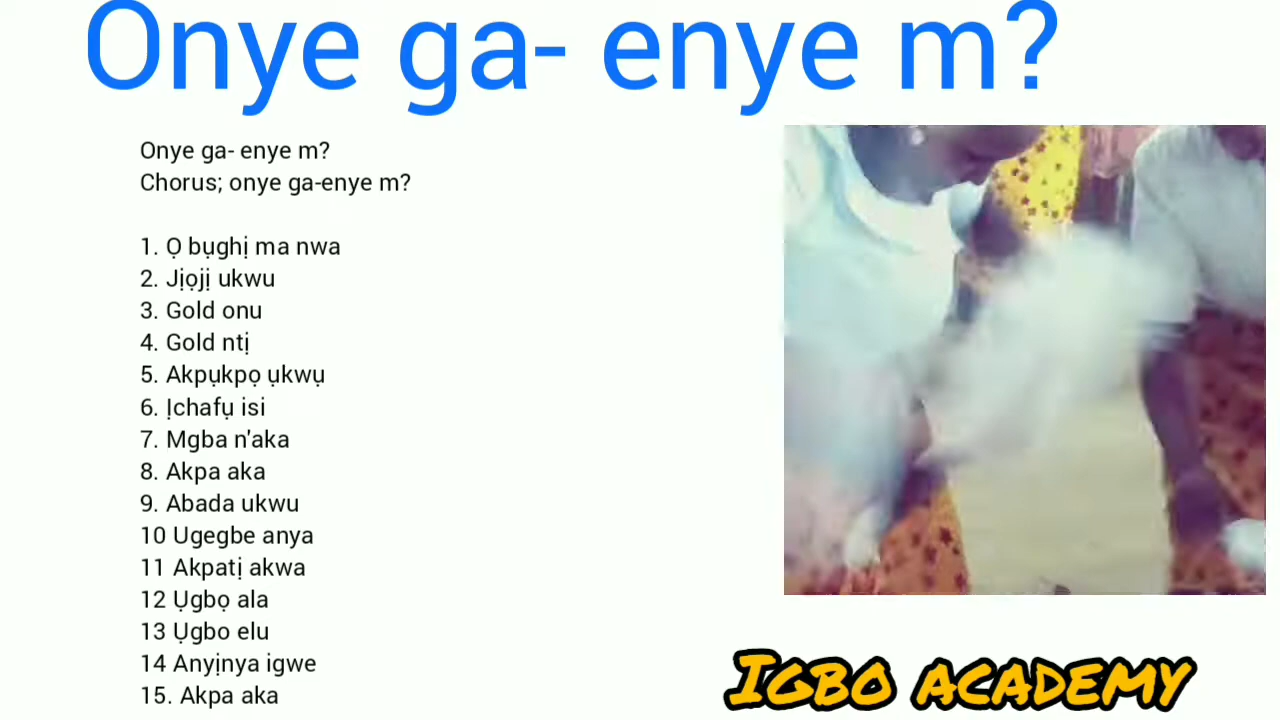 Onye ga- enye m?
Onye ga- enye m?
Chorus; onye ga-enye m?
1. Ọ bụghị ma nwa
2. Jịọjị ukwu
3. Gold onu
4. Gold ntị
5. Akpụkpọ ụkwụ
6. Ịchafụ isi
7. Mgba n'aka
8. Akpa aka
9. Abada ukwu
10 Ugegbe anya
11 Akpatị akwa
12 Ụgbọ ala
13 Ụgbo elu
14 Anyịnya igwe
15. Akpa aka
IGBO ACADEMY